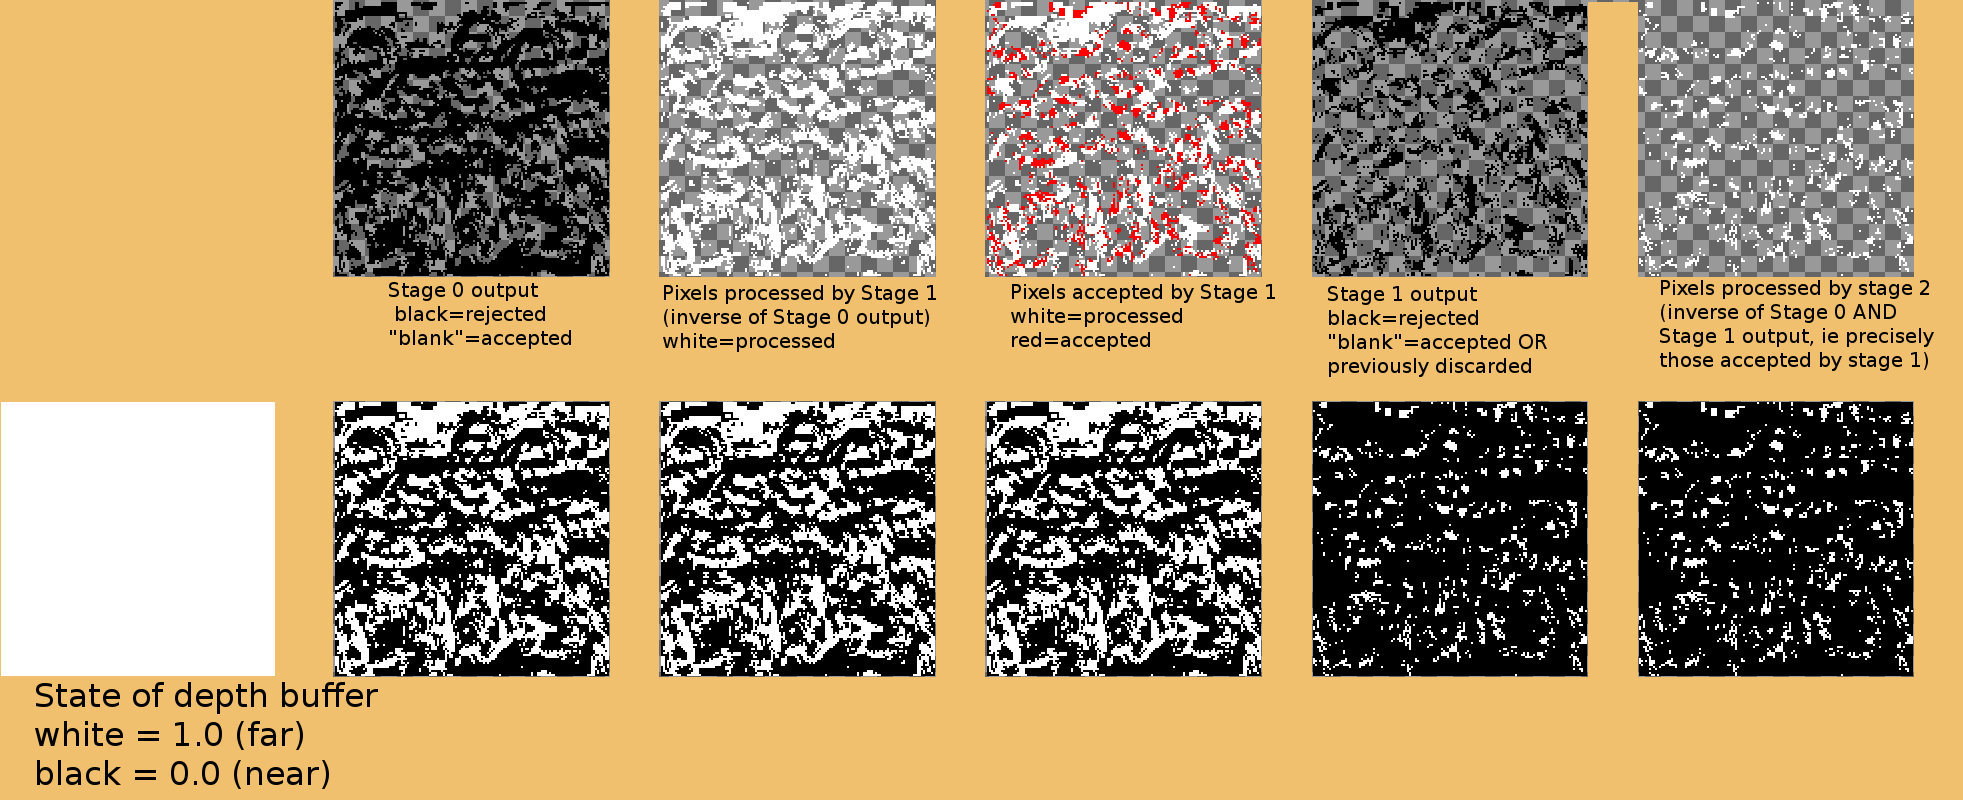 Stage 0 output
black=rejected
"blank"=accepted
Pixels processed by Stage 1
(inverse of Stage 0 output)
white=processed
Pixels accepted by Stage 1
white=processed
red=accepted
Stage 1 output
black=rejected
"blank"=accepted OR
previously discarded
Pixels processed by stage 2
(inverse of Stage 0 AND
Stage 1 output, ie precisely
those accepted by stage 1)
State of depth buffer
white = 1.0 (far)
black = 0.0 (near)